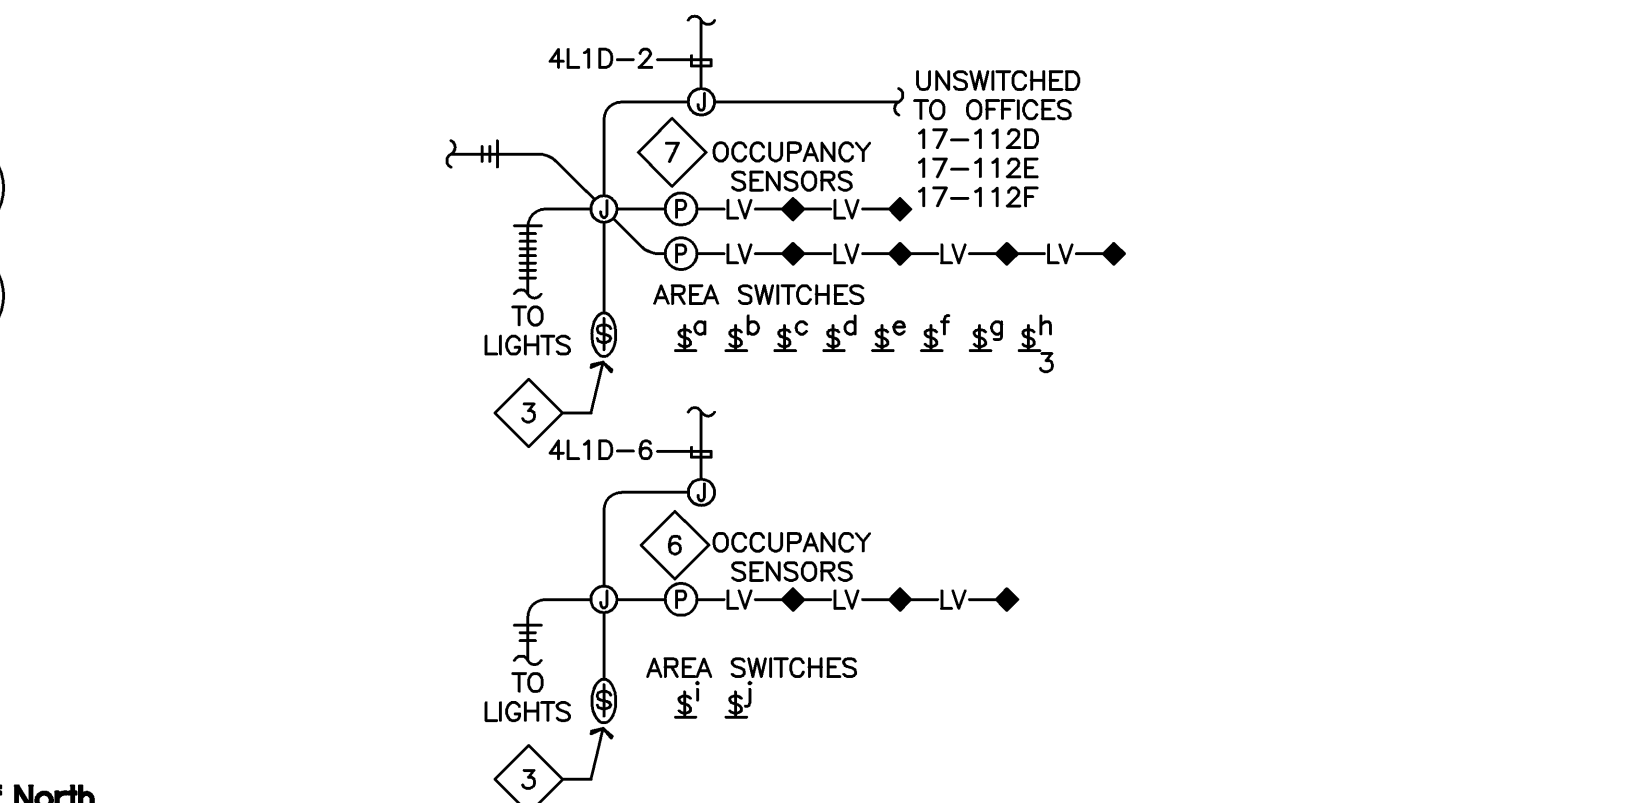 4L1D-2
J
UNSWITCHED
TO OFFICES
17-112D
17-112E
17-112F
7
OCCUPANCY
SENSORS
J
P LV LV
P LV LV LV LV
AREA SWITCHES
$a $b $c $d $e $f $g $h
3
TO
LIGHTS
$
3
4L1D-6
J
6
OCCUPANCY
SENSORS
J
P LV LV LV
AREA SWITCHES
$i $j
TO
LIGHTS
$
3
North